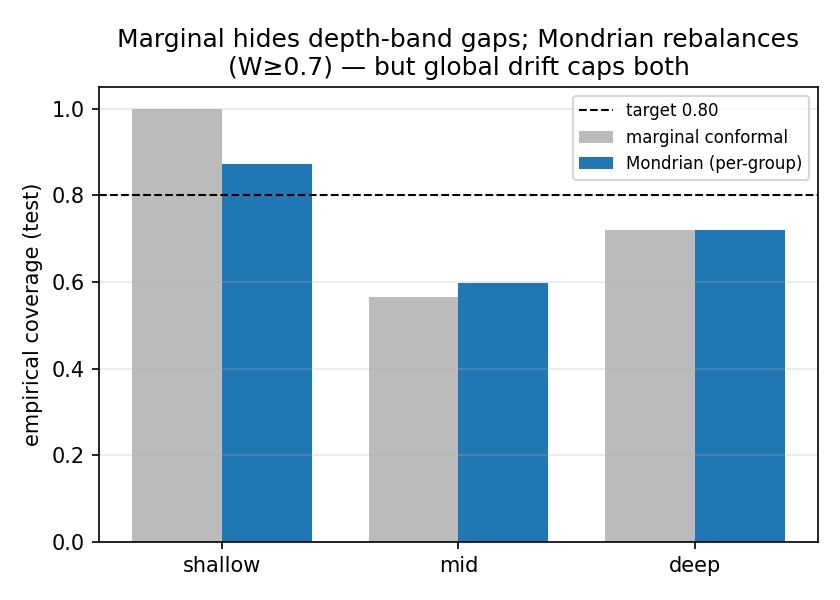 Marginal hides depth-band gaps; Mondrian rebalances
(W≥0.7) — but global drift caps both
target 0.80
marginal conformal
Mondrian (per-group)
empirical coverage (test)
1.0
0.8
0.6
0.4
0.2
0.0
shallow
mid
deep